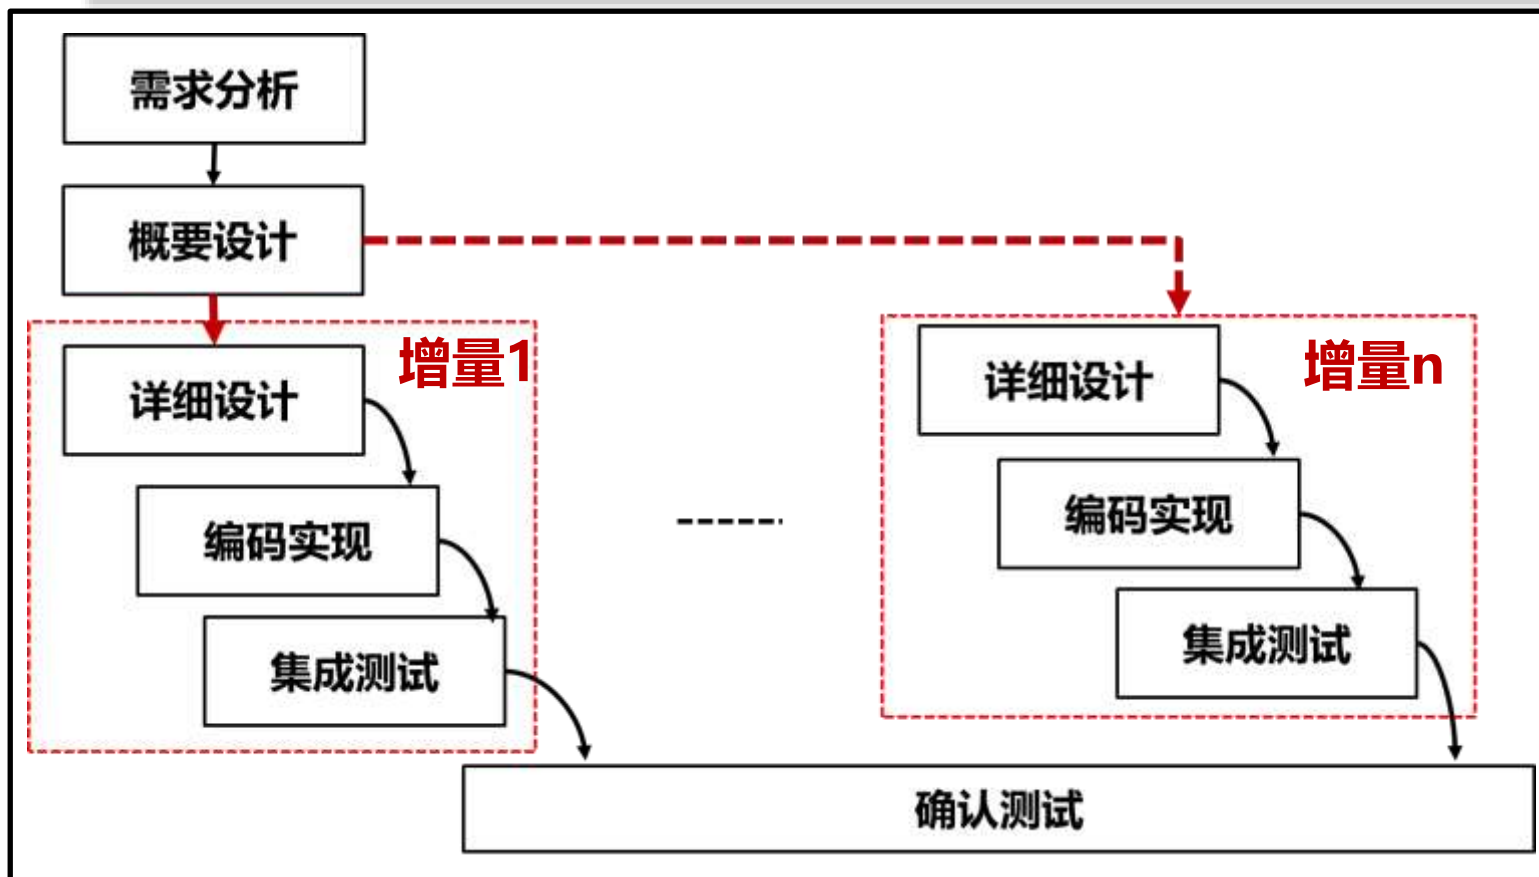 需求分析
概要设计
增量1
详细设计
编码实现
集成测试
增量n
详细设计
编码实现
集成测试
确认测试